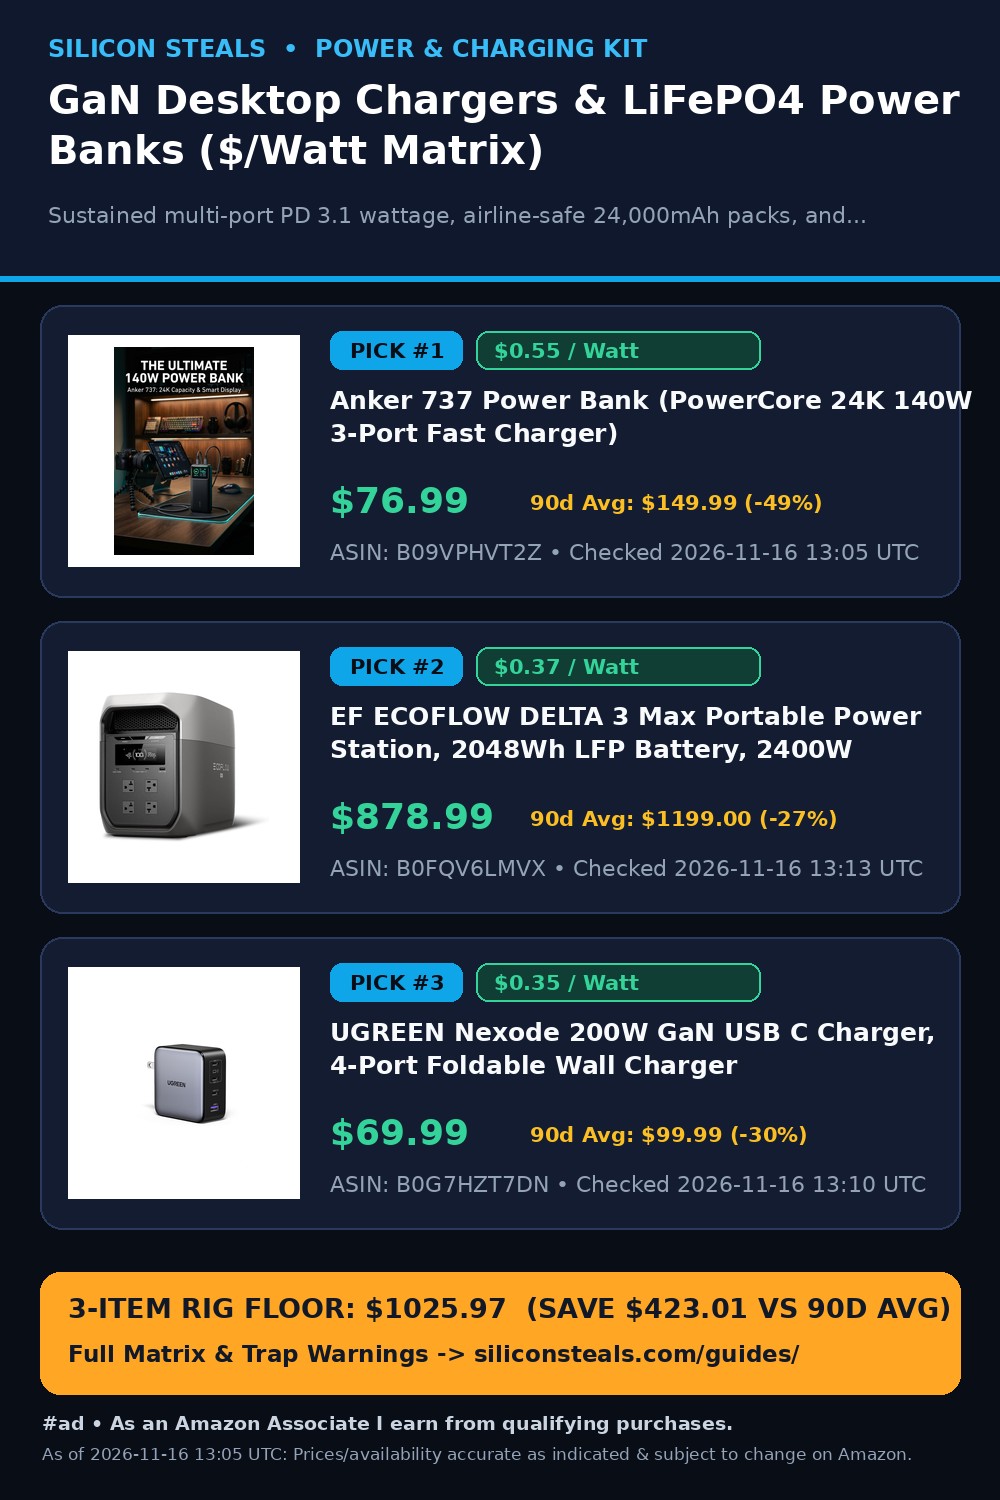 SILICON STEALS • POWER & CHARGING KIT
GaN Desktop Chargers & LiFePO4 Power
Banks ($/Watt Matrix)
Sustained multi-port PD 3.1 wattage, airline-safe 24,000mAh packs, and...
THE ULTIMATE
140W POWER BANK
Anker 737: 24K Capacity & Smart Display
PICK #1
$0.55 / Watt
Anker 737 Power Bank (PowerCore 24K 140W
3-Port Fast Charger)
$76.99
90d Avg: $149.99 (-49%)
ASIN: B09VPHVT2Z • Checked 2026-11-16 13:05 UTC
PICK #2
$0.37 / Watt
EF ECOFLOW DELTA 3 Max Portable Power
Station, 2048Wh LFP Battery, 2400W
$878.99
90d Avg: $1199.00 (-27%)
ASIN: B0FQV6LMVX • Checked 2026-11-16 13:13 UTC
UGREEN
PICK #3
$0.35 / Watt
UGREEN Nexode 200W GaN USB C Charger,
4-Port Foldable Wall Charger
$69.99
90d Avg: $99.99 (-30%)
ASIN: B0G7HZT7DN • Checked 2026-11-16 13:10 UTC
3-ITEM RIG FLOOR: $1025.97 (SAVE $423.01 VS 90D AVG)
Full Matrix & Trap Warnings -> siliconsteals.com/guides/
#ad • As an Amazon Associate I earn from qualifying purchases.
As of 2026-11-16 13:05 UTC: Prices/availability accurate as indicated & subject to change on Amazon.